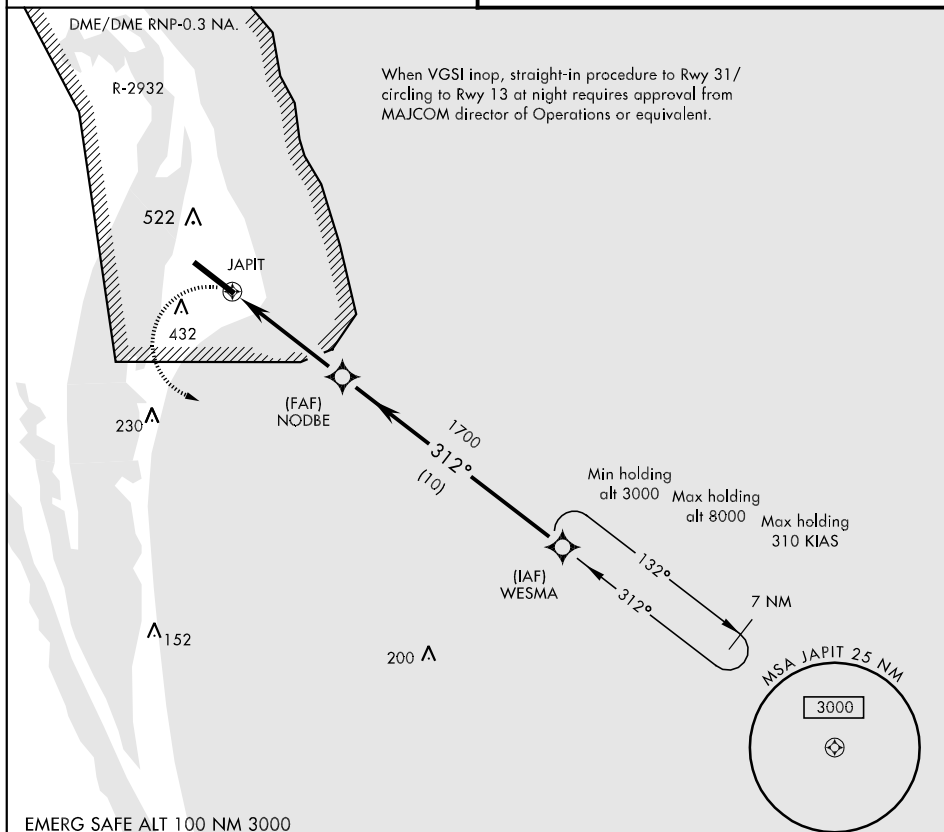 DME/DME RNP-0.3 NA.
R-2932
When VGSI inop, straight-in procedure to Rwy 31/
circling to Rwy 13 at night requires approval from
MAJCOM director of Operations or equivalent.
522
JAPIT
432
(FAF)
NODBE
230
1700
312°
(10)
Min holding
alt 3000
Max holding
alt 8000
Max holding
310 KIAS
(IAF)
WESMA
132°
312°
7 NM
152
200
MSA JAPIT 25 NM
3000
EMERG SAFE ALT 100 NM 3000